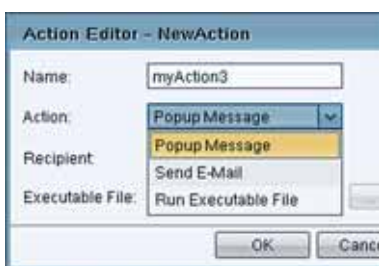 Action Editor - NewAction
Name: myAction3
Action: Popup Message
Popup Message
Recipient
Send E-Mail
Executable File: Run Executable File ...
OK Cance